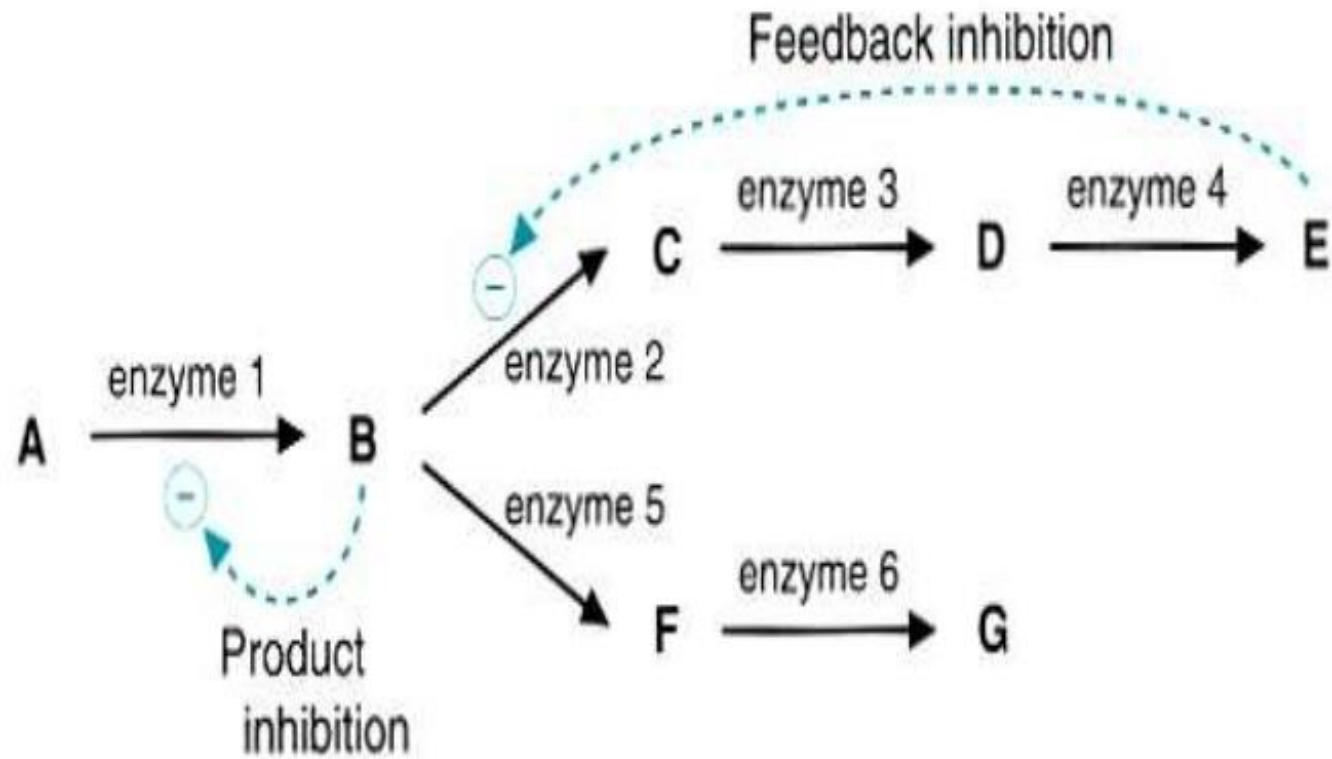 Feedback inhibition
enzyme 3
enzyme 4
C
D
E
−
enzyme 2
enzyme 1
A
B
−
enzyme 5
enzyme 6
F
G
Product
inhibition